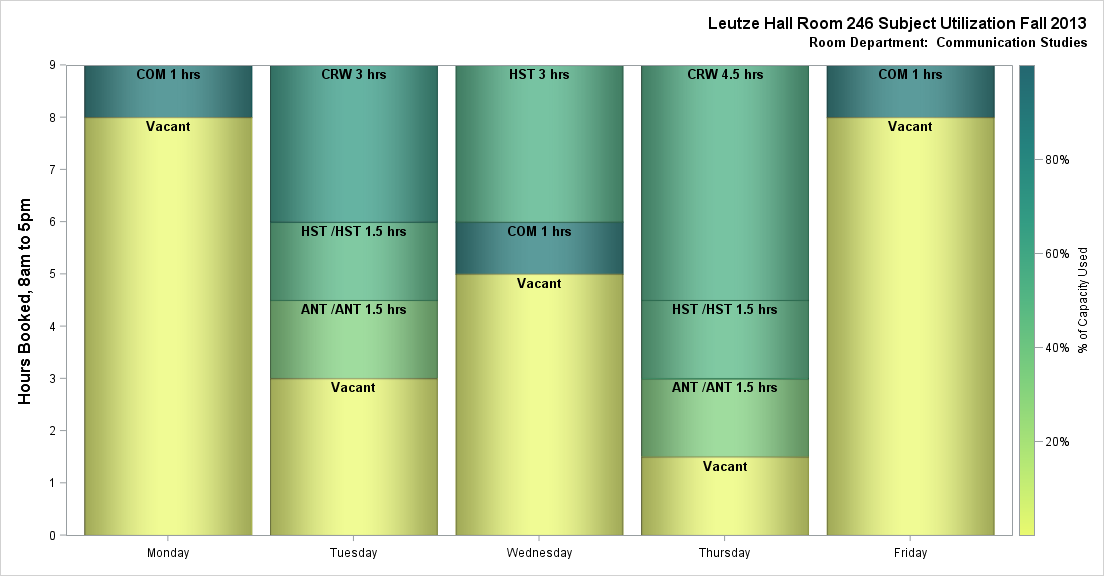 Leutze Hall Room 246 Subject Utilization Fall 2013
Room Department:  Communication Studies
Hours Booked, 8am to 5pm
9
8
7
6
5
4
3
2
1
0
COM 1 hrs
Vacant
Monday
CRW 3 hrs
HST /HST 1.5 hrs
ANT /ANT 1.5 hrs
Vacant
Tuesday
HST 3 hrs
COM 1 hrs
Vacant
Wednesday
CRW 4.5 hrs
HST /HST 1.5 hrs
ANT /ANT 1.5 hrs
Vacant
Thursday
COM 1 hrs
Vacant
Friday
80%
60%
40%
20%
% of Capacity Used